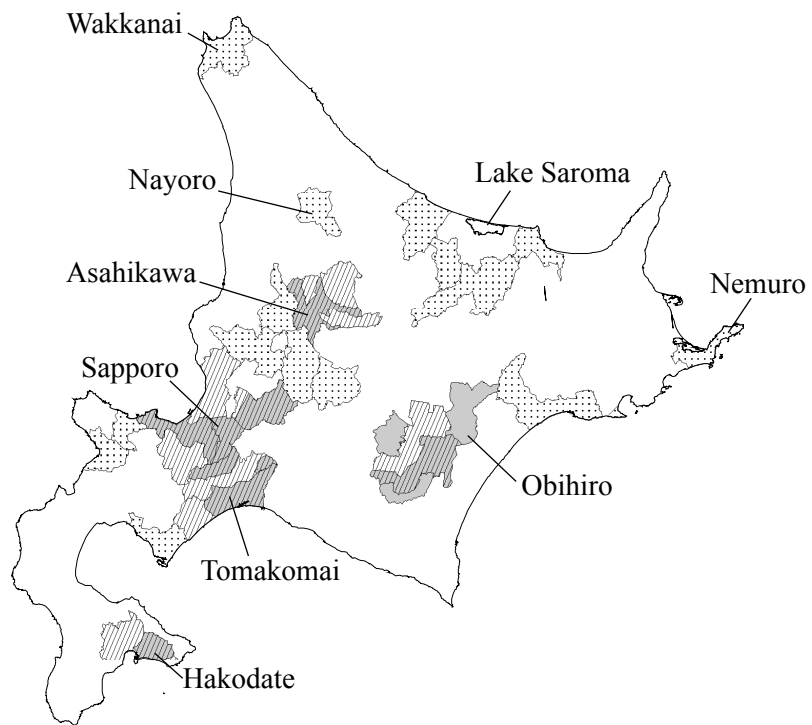 Wakkanai
Nayoro
Lake Saroma
Asahikawa
Nemuro
Sapporo
Obihiro
Tomakomai
Hakodate